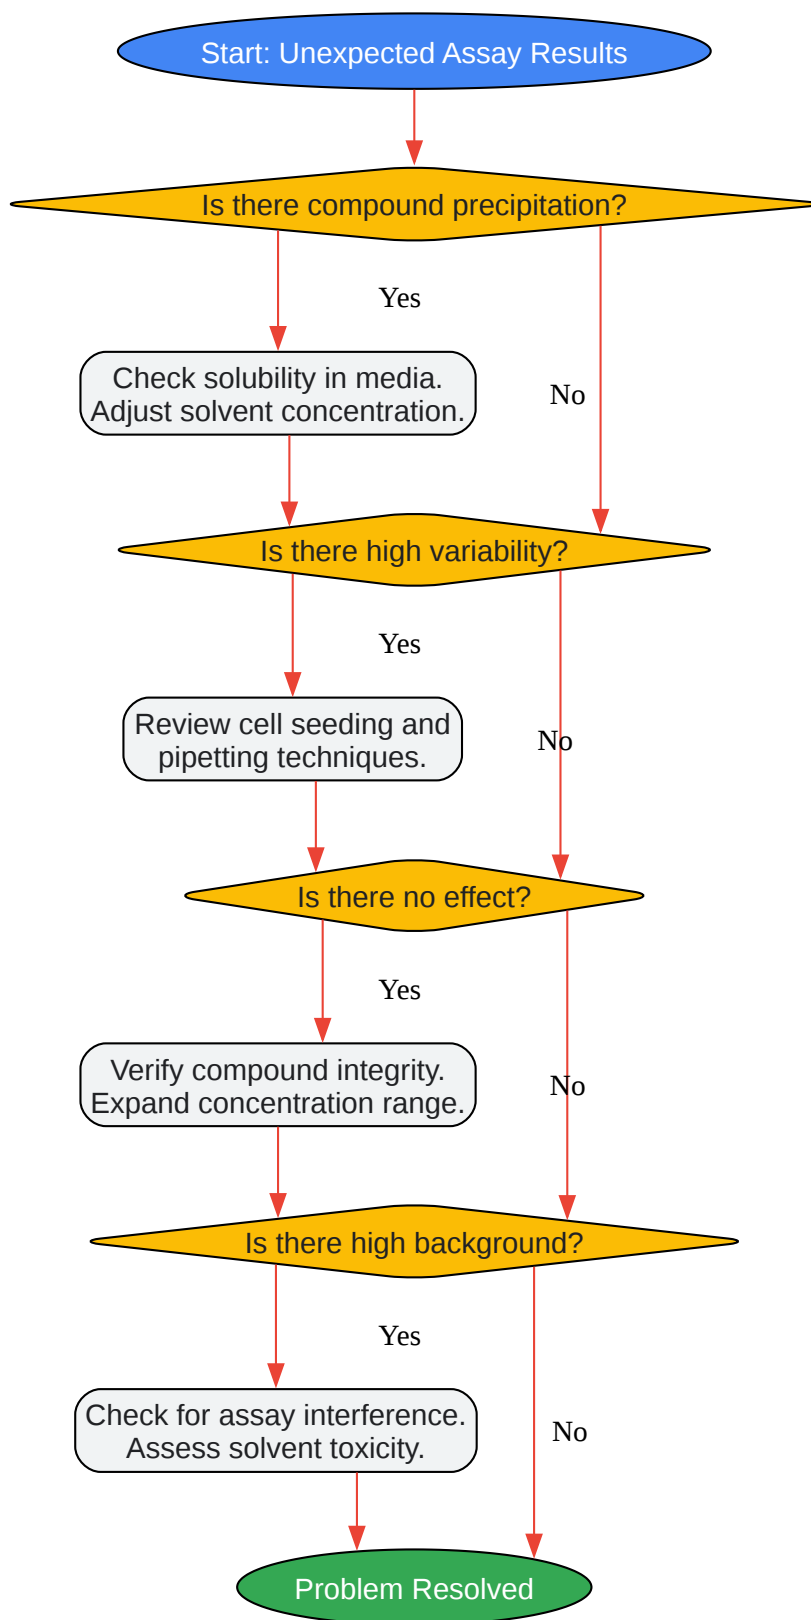 Start: Unexpected Assay Results
Is there compound precipitation?
Yes
Check solubility in media.
Adjust solvent concentration.
No
Is there high variability?
Yes
Review cell seeding and
pipetting techniques.
No
Is there no effect?
Yes
Verify compound integrity.
Expand concentration range.
No
Is there high background?
Yes
Check for assay interference.
Assess solvent toxicity.
No
Problem Resolved